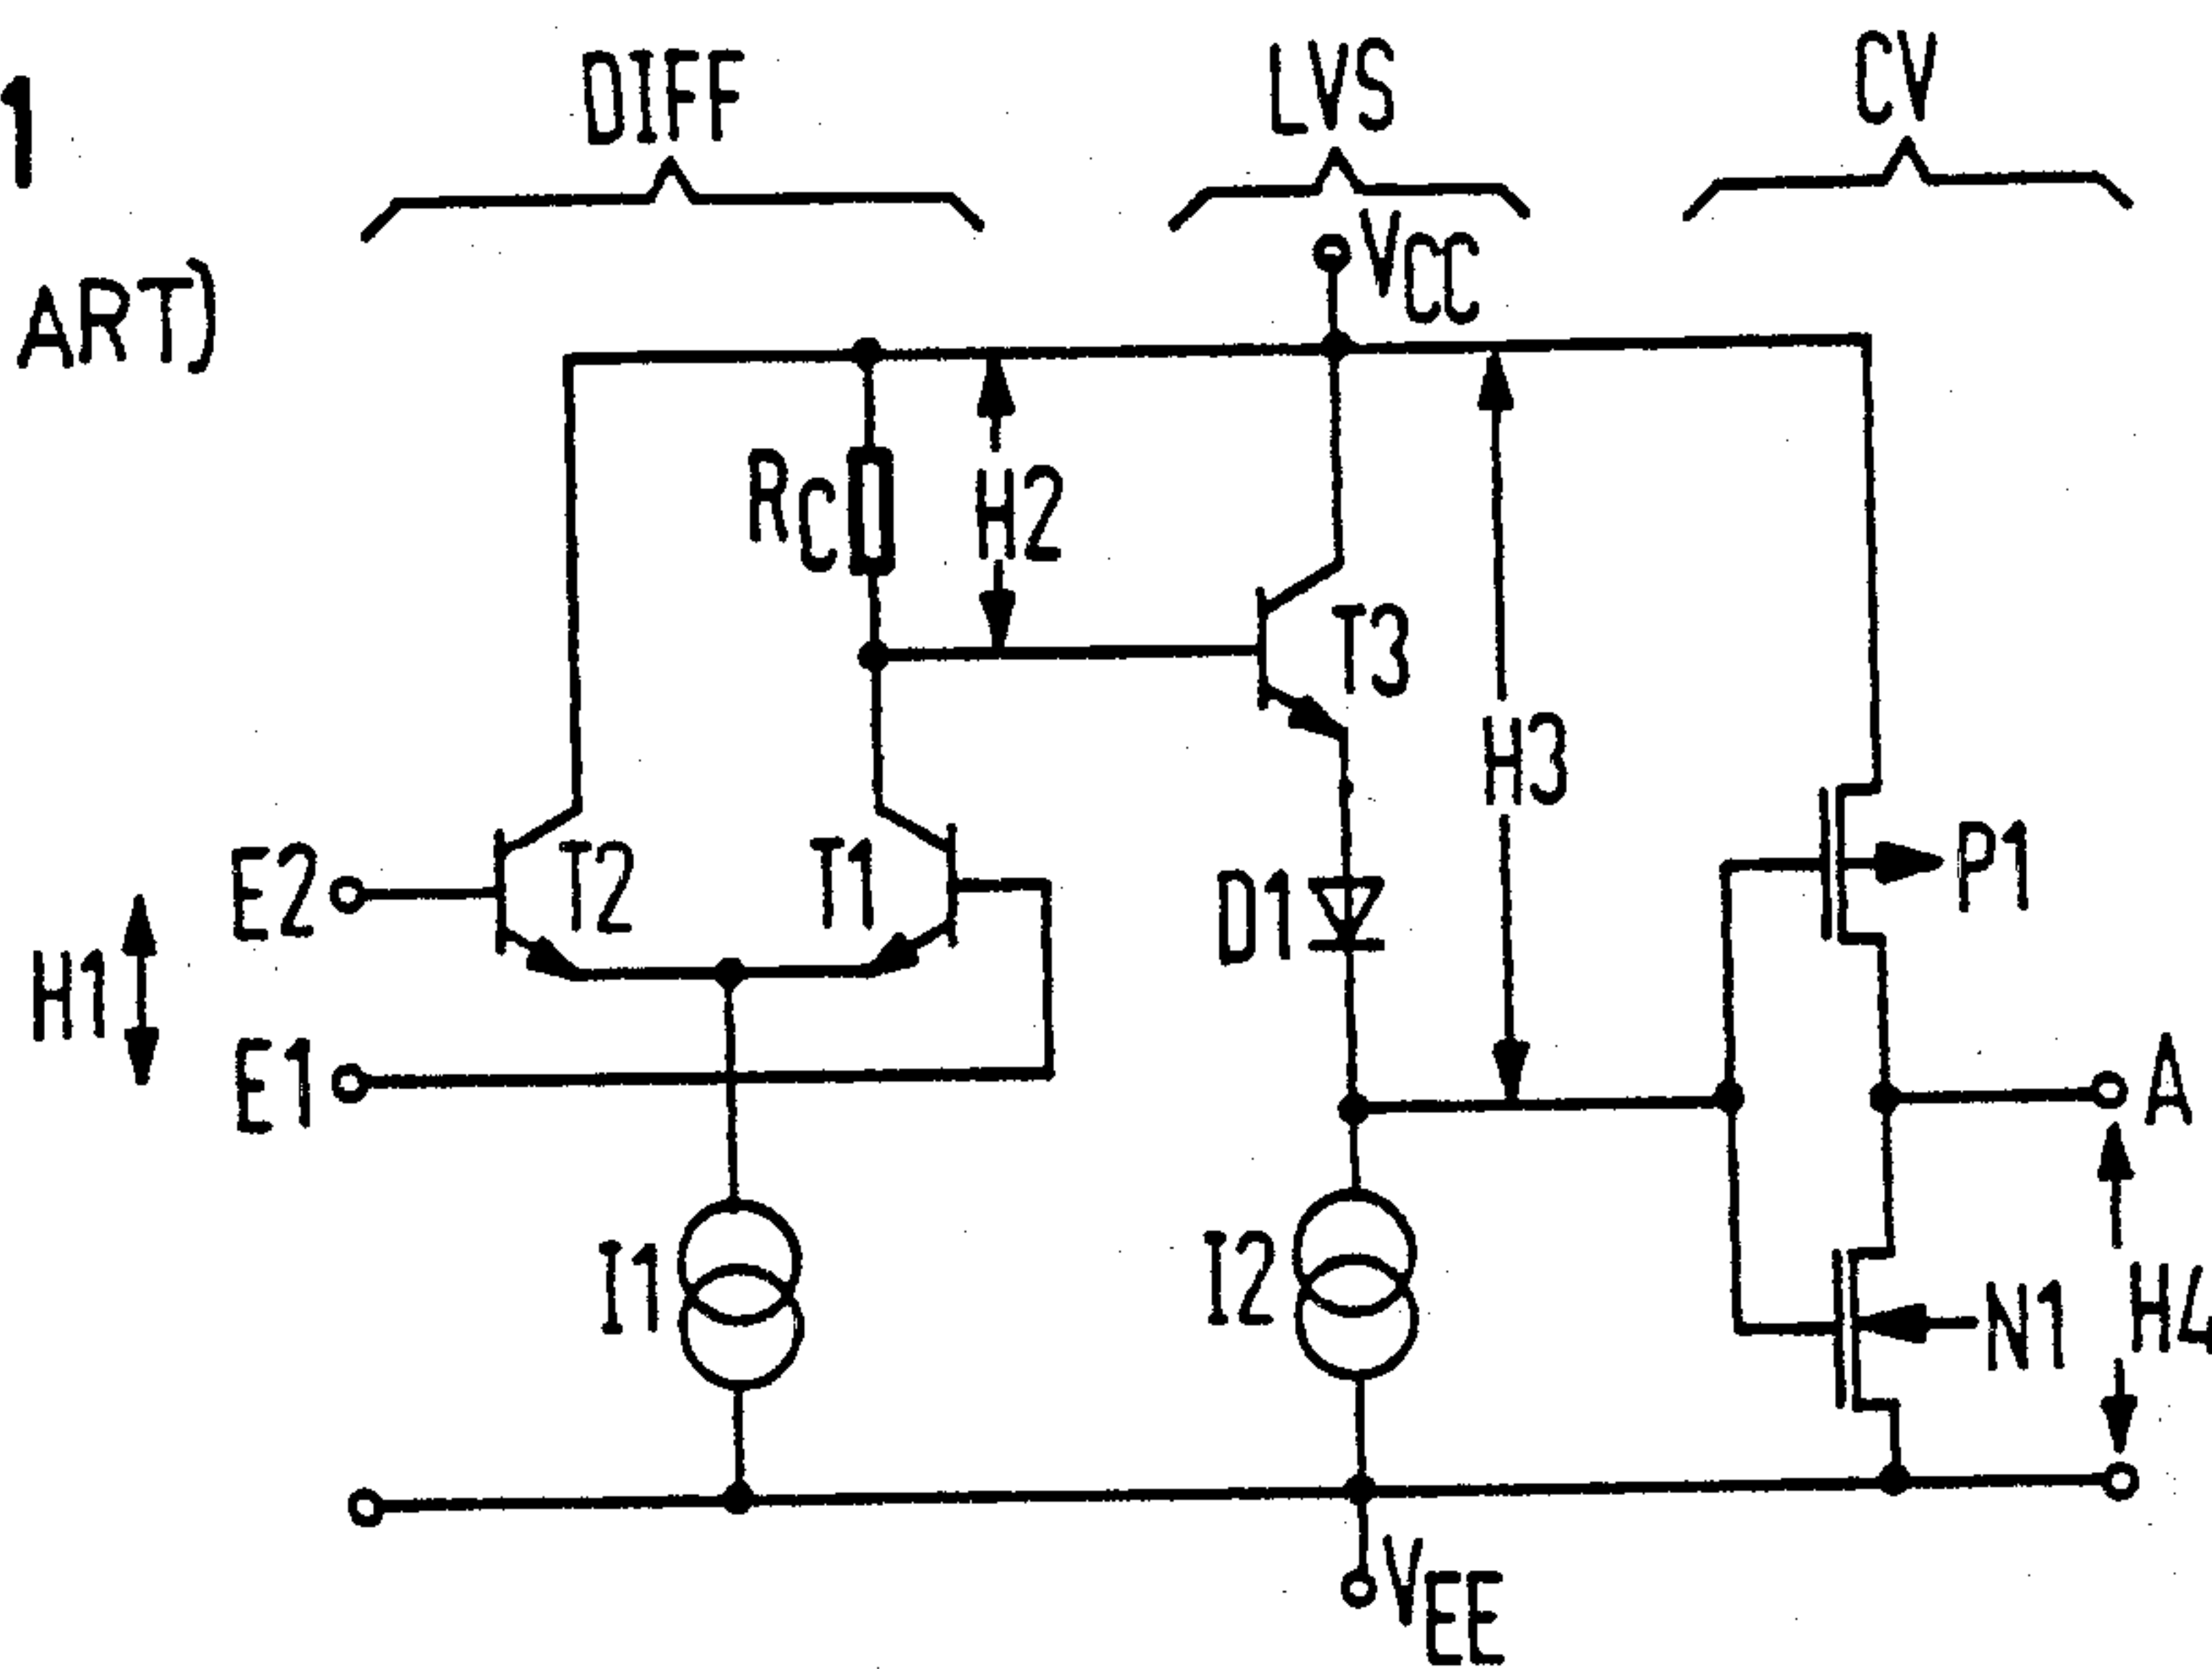 1
ART)
DIFF
LVS
CV
VCC
RC
H2
T3
H3
E2
T2
T1
D1
P1
H1
E1
A
I1
I2
N1
H4
VEE